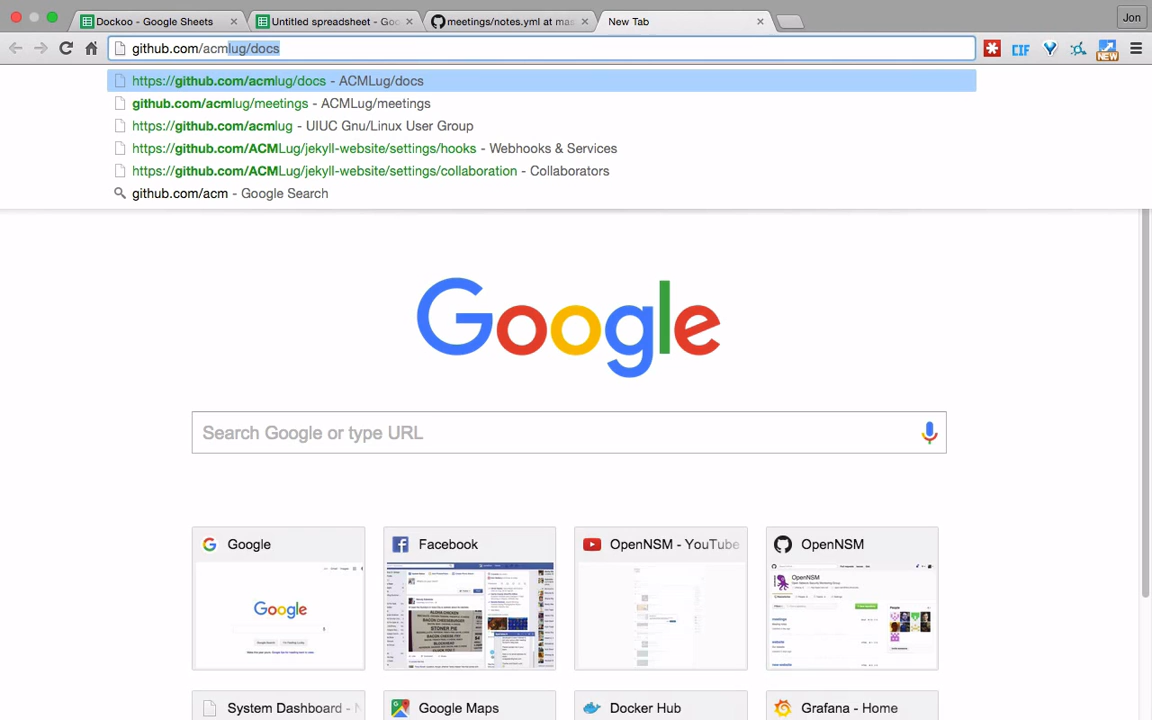 Dockoo - Google Sheets
Untitled spreadsheet - Goo
meetings/notes.yml at mas
New Tab
Jon
github.com/acmlug/docs
CIF
NEW
https://github.com/acmlug/docs - ACMLug/docs
github.com/acmlug/meetings - ACMLug/meetings
https://github.com/acmlug - UIUC Gnu/Linux User Group
https://github.com/ACMLug/jekyll-website/settings/hooks - Webhooks & Services
https://github.com/ACMLug/jekyll-website/settings/collaboration - Collaborators
github.com/acm - Google Search
Google
Search Google or type URL
Google
Facebook
OpenNSM - YouTube
OpenNSM
Google
OpenNSM
System Dashboard - N
Google Maps
Docker Hub
Grafana - Home